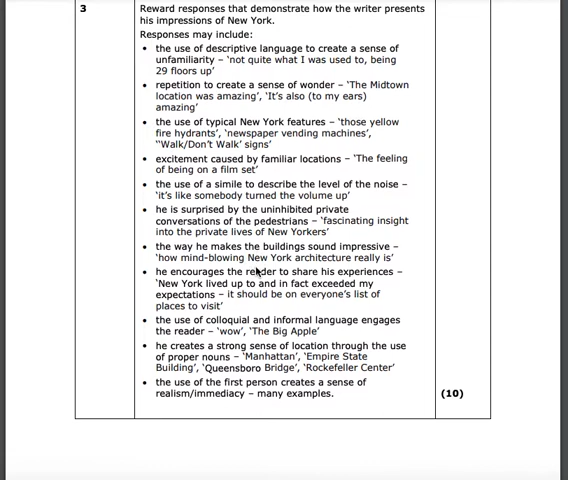 3
Reward responses that demonstrate how the writer presents
his impressions of New York.
Responses may include:
• the use of descriptive language to create a sense of
unfamiliarity – ‘not quite what I was used to, being
29 floors up’
• repetition to create a sense of wonder – ‘The Midtown
location was amazing’, ‘It’s also (to my ears)
amazing’
• the use of typical New York features – ‘those yellow
fire hydrants’, ‘newspaper vending machines’,
‘‘Walk/Don’t Walk’ signs’
• excitement caused by familiar locations – ‘The feeling
of being on a film set’
• the use of a simile to describe the level of the noise –
‘it’s like somebody turned the volume up’
• he is surprised by the uninhibited private
conversations of the pedestrians – ‘fascinating insight
into the private lives of New Yorkers’
• the way he makes the buildings sound impressive –
‘how mind-blowing New York architecture really is’
• he encourages the reader to share his experiences –
‘New York lived up to and in fact exceeded my
expectations – it should be on everyone’s list of
places to visit’
• the use of colloquial and informal language engages
the reader – ‘wow’, ‘The Big Apple’
• he creates a strong sense of location through the use
of proper nouns – ‘Manhattan’, ‘Empire State
Building’, ‘Queensboro Bridge’, ‘Rockefeller Center’
• the use of the first person creates a sense of
realism/immediacy – many examples.
(10)